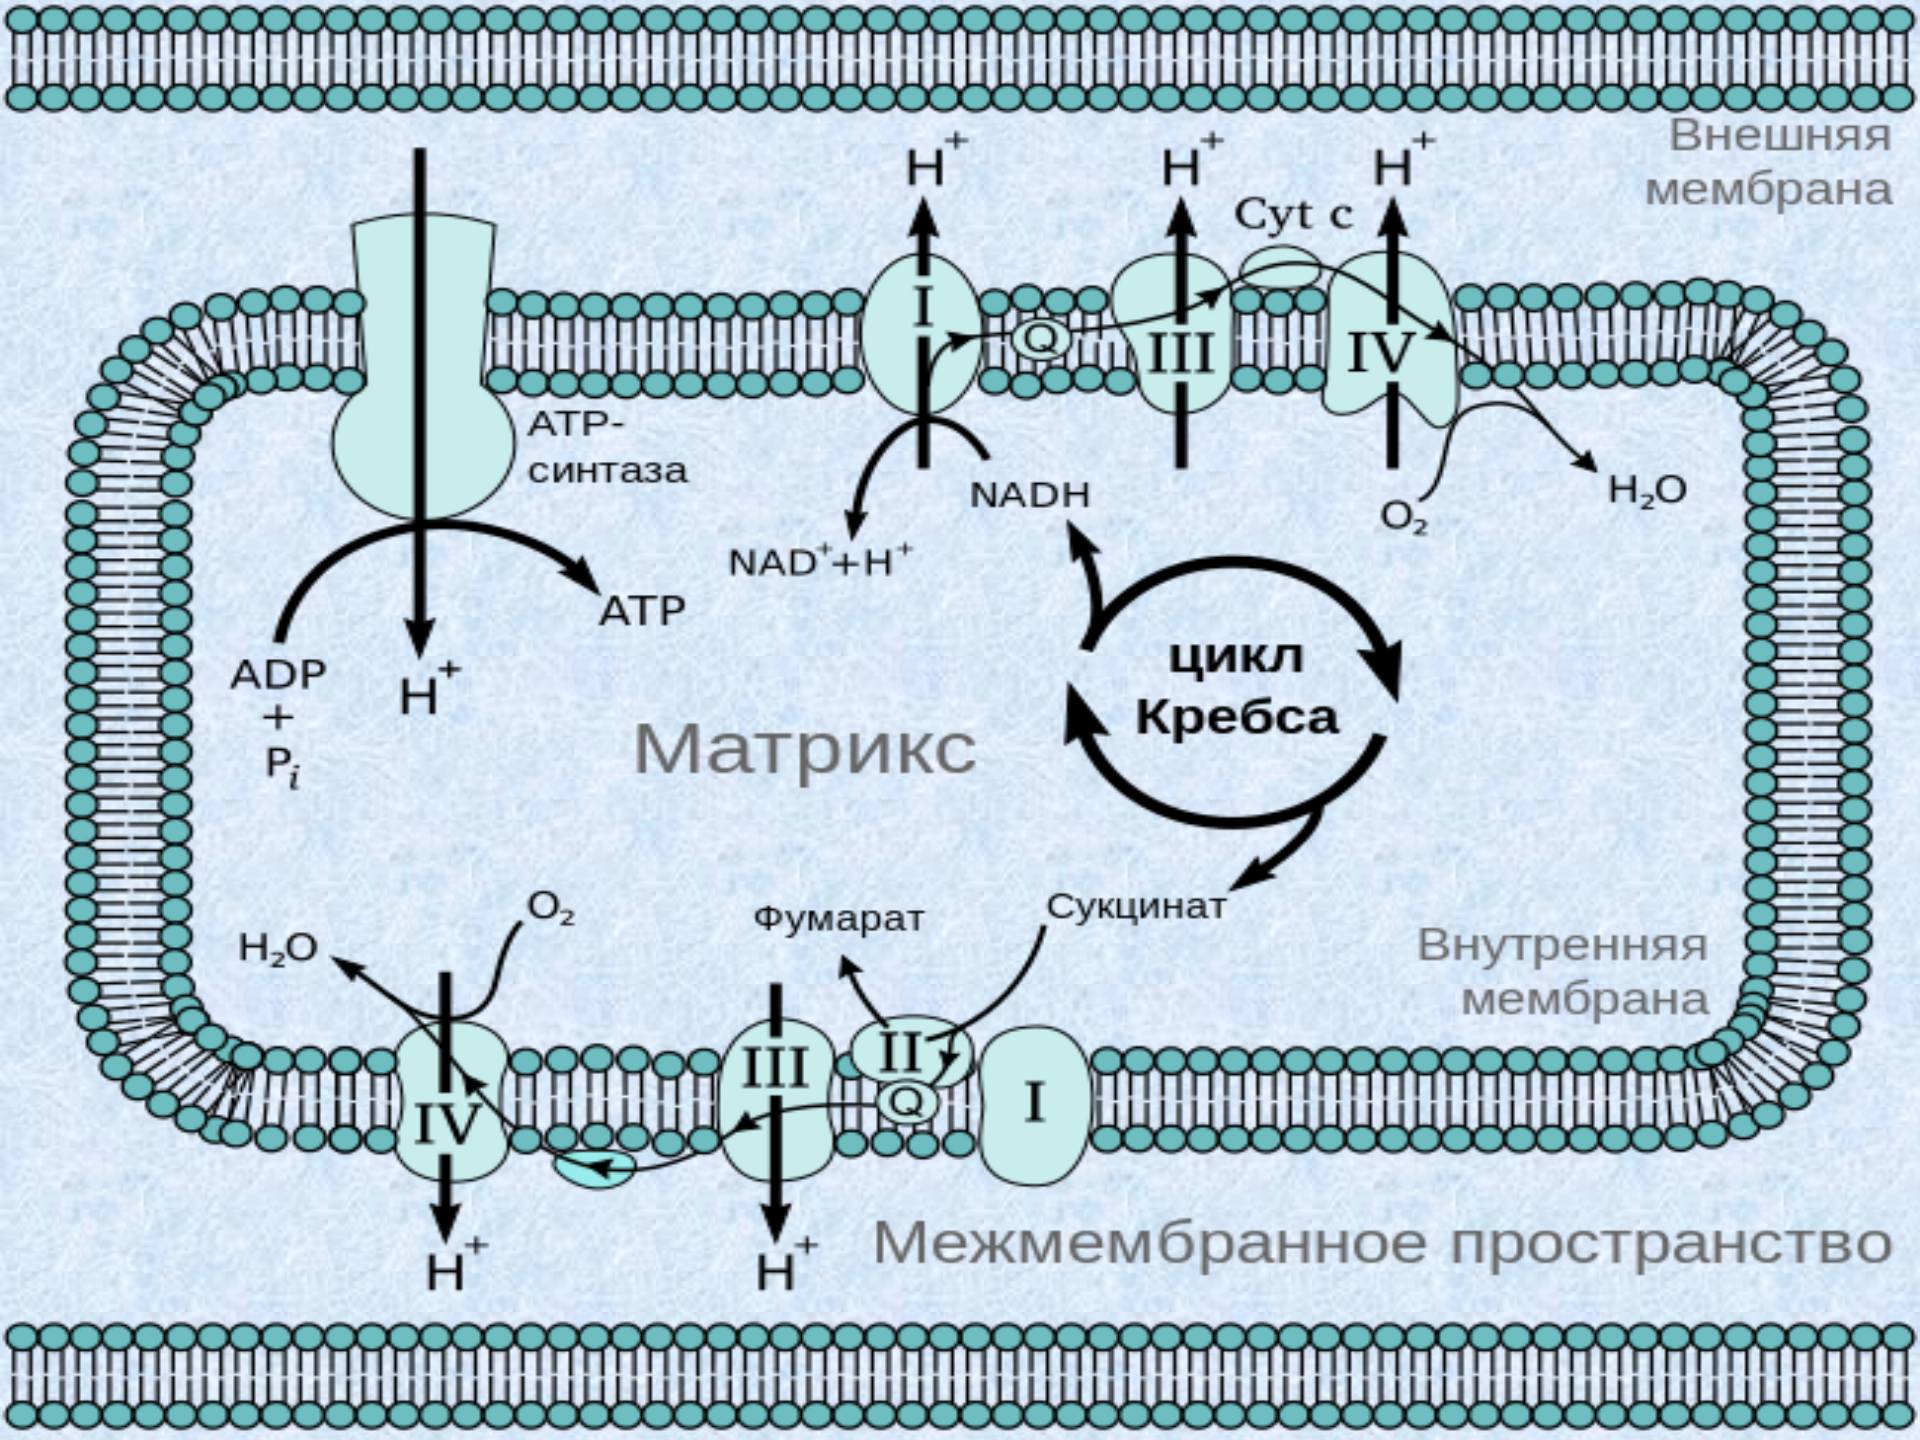 Внешняя
мембрана
H⁺
H⁺
H⁺
Cyt c
I
Q
III
IV
АТР-
синтаза
NADH
NAD⁺+H⁺
O₂
H₂O
ATP
ADP
+
Pᵢ
H⁺
цикл
Кребса
Матрикс
O₂
H₂O
Фумарат
Сукцинат
Внутренняя
мембрана
IV
III
II
Q
I
H⁺
H⁺
Межмембранное пространство